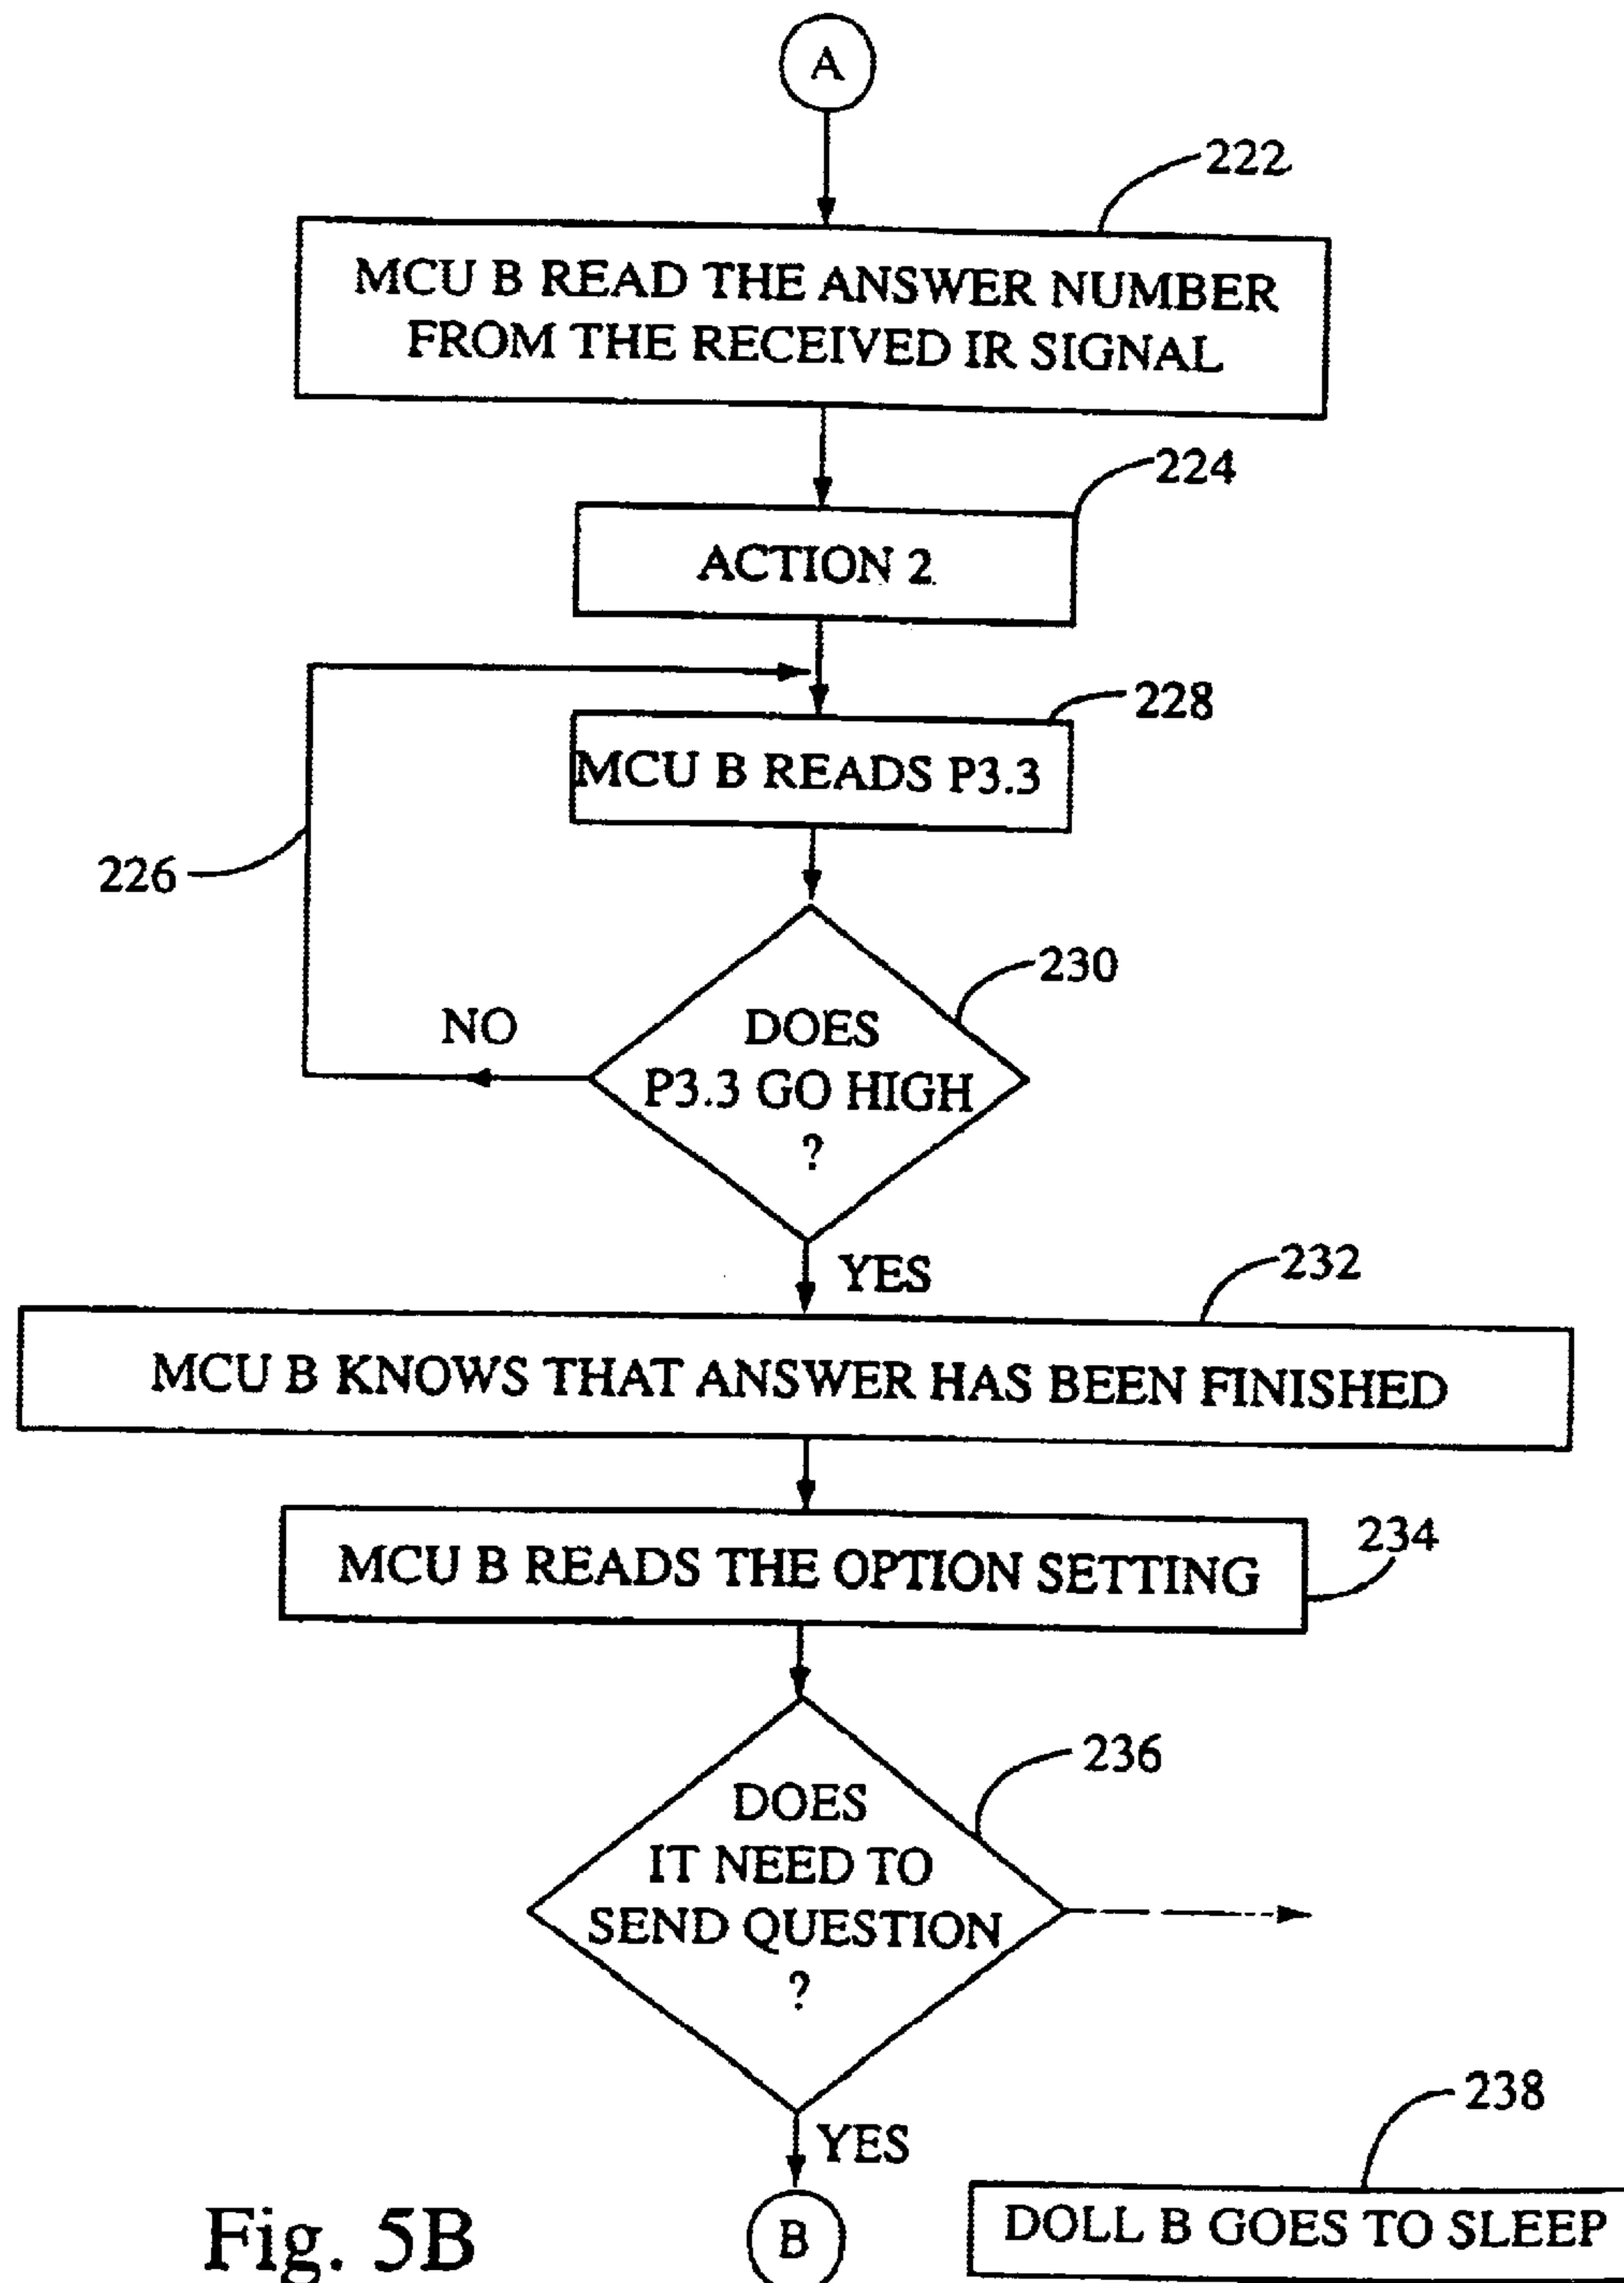 A
222
MCU B READ THE ANSWER NUMBER
FROM THE RECEIVED IR SIGNAL
224
ACTION 2
228
MCU B READS P3.3
226
230
NO
DOES
P3.3 GO HIGH
?
YES
232
MCU B KNOWS THAT ANSWER HAS BEEN FINISHED
234
MCU B READS THE OPTION SETTING
236
DOES
IT NEED TO
SEND QUESTION
?
238
YES
B
DOLL B GOES TO SLEEP
Fig. 5B